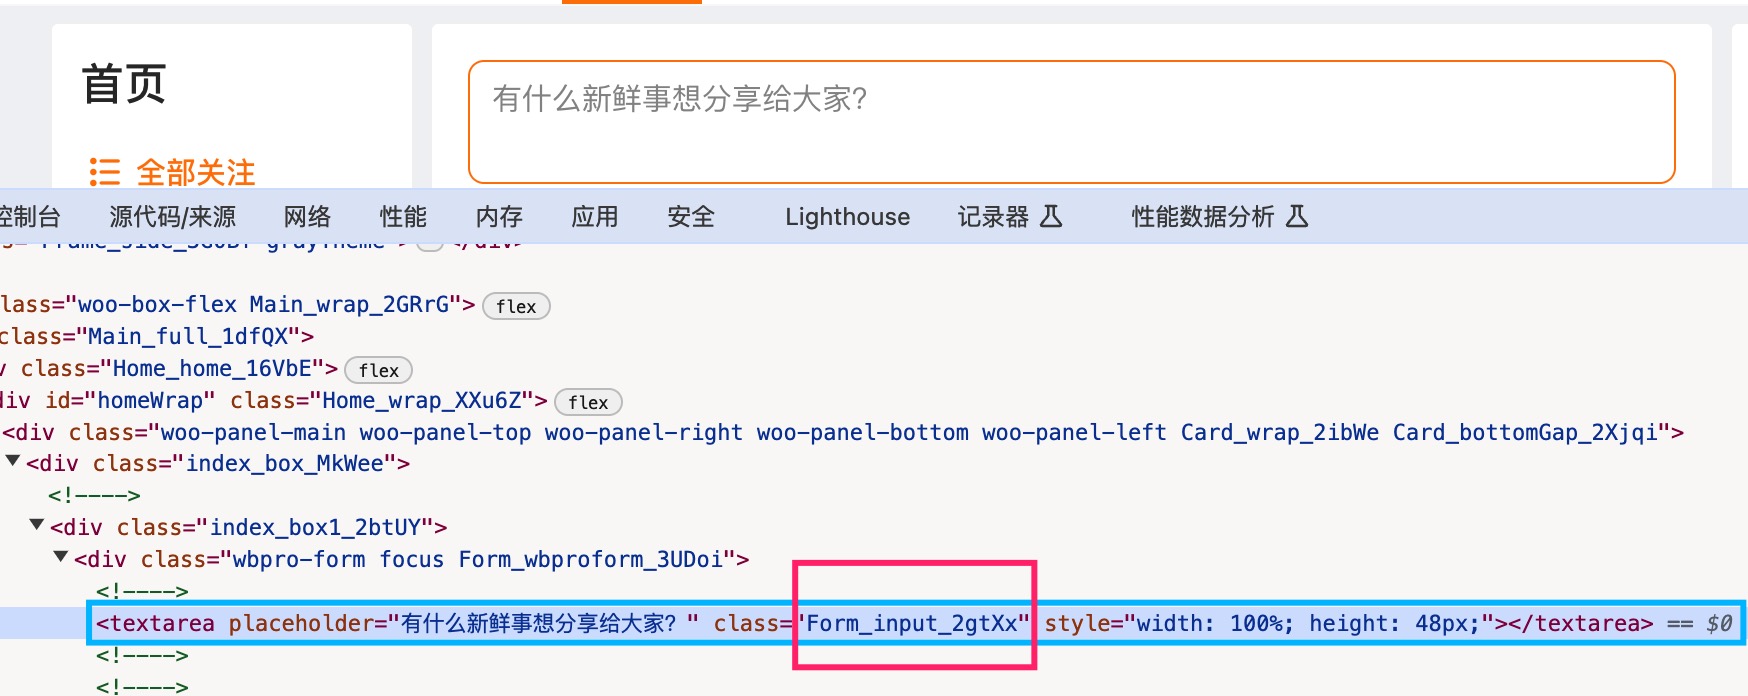 首页
有什么新鲜事想分享给大家?
全部关注
控制台 源代码/来源 网络 性能 内存 应用 安全 Lighthouse 记录器 性能数据分析
lass="woo-box-flex Main_wrap_2GRrG"> flex
class="Main_full_1dfQX">
v class="Home_home_16VbE"> flex
div id="homeWrap" class="Home_wrap_XXu6Z"> flex
<div class="woo-panel-main woo-panel-top woo-panel-right woo-panel-bottom woo-panel-left Card_wrap_2ibWe Card_bottomGap_2Xjqi">
<div class="index_box_MkWee">
<!---->
<div class="index_box1_2btUY">
<div class="wbpro-form focus Form_wbproform_3UDoi">
<!---->
<textarea placeholder="有什么新鲜事想分享给大家？" class="Form_input_2gtXx" style="width: 100%; height: 48px;"></textarea> == $0
<!---->
<!---->